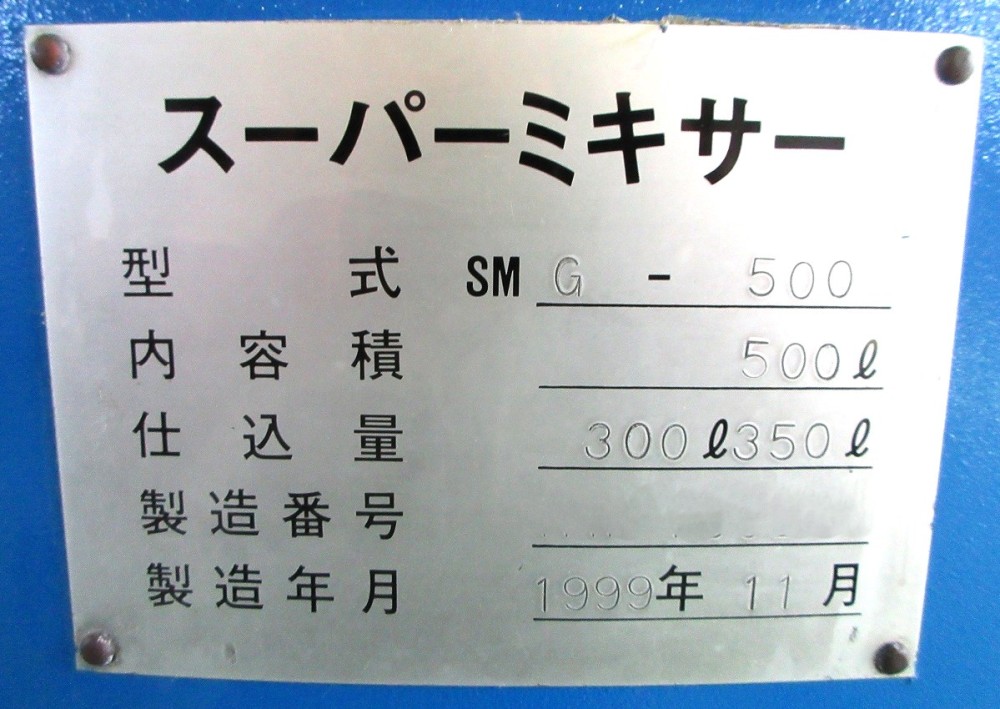 スーパーミキサー
型式 SMG - 500
内容積 500ℓ
仕込量 300ℓ350ℓ
製造番号
製造年月 1999年11月